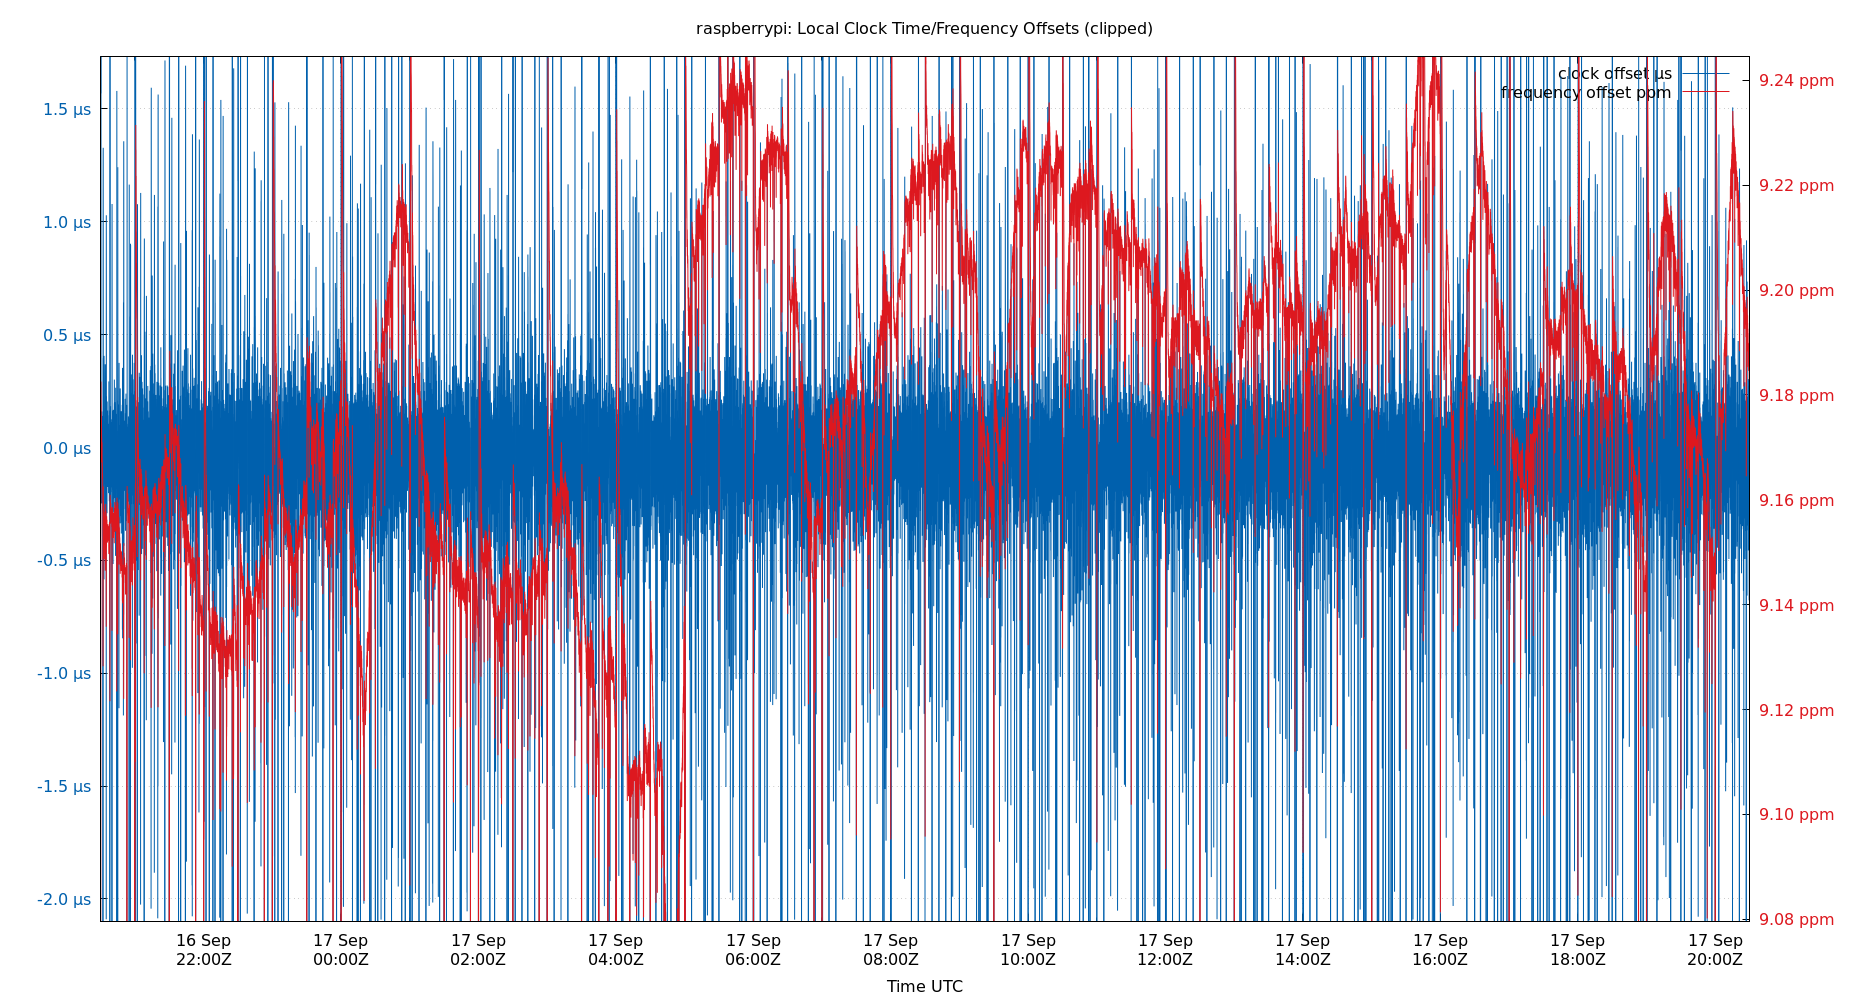 raspberrypi: Local Clock Time/Frequency Offsets (clipped)
clock offset µs
frequency offset ppm
1.5 µs
1.0 µs
0.5 µs
0.0 µs
-0.5 µs
-1.0 µs
-1.5 µs
-2.0 µs
9.24 ppm
9.22 ppm
9.20 ppm
9.18 ppm
9.16 ppm
9.14 ppm
9.12 ppm
9.10 ppm
9.08 ppm
16 Sep
22:00Z
17 Sep
00:00Z
17 Sep
02:00Z
17 Sep
04:00Z
17 Sep
06:00Z
17 Sep
08:00Z
17 Sep
10:00Z
17 Sep
12:00Z
17 Sep
14:00Z
17 Sep
16:00Z
17 Sep
18:00Z
17 Sep
20:00Z
Time UTC